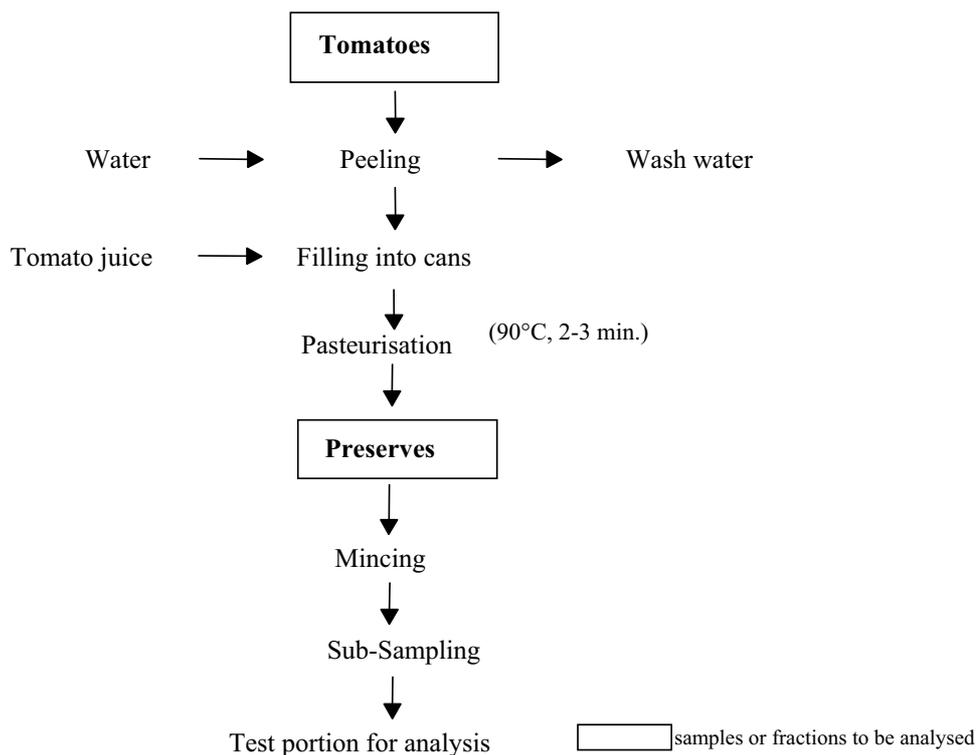 Tomatoes
Water
Peeling
Wash water
Tomato juice
Filling into cans
Pasteurisation
(90°C, 2-3 min.)
Preserves
Mincing
Sub-Sampling
Test portion for analysis
samples or fractions to be analysed